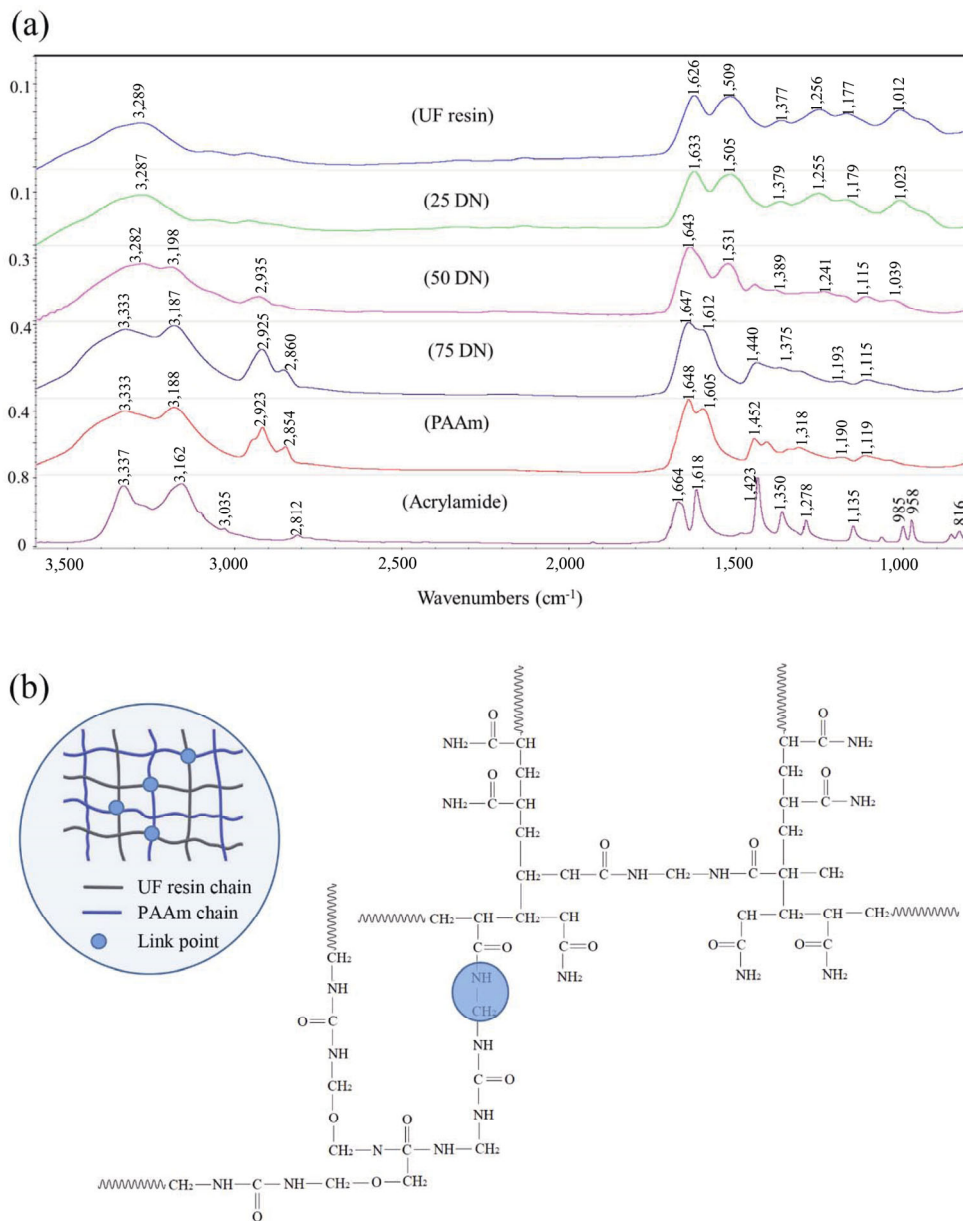 (a)
0.1
3,289
(UF resin)
1,626
1,509
1,377
1,256
1,177
1,012
0.1
3,287
(25 DN)
1,633
1,505
1,379
1,255
1,179
1,023
0.3
3,282
3,198
2,935
(50 DN)
1,643
1,531
1,389
1,241
1,115
1,039
0.4
3,333
3,187
2,925
2,860
(75 DN)
1,647
1,612
1,440
1,375
1,193
1,115
0.4
3,333
3,188
2,923
2,854
(PAAm)
1,648
1,605
1,452
1,318
1,190
1,119
0.8
3,337
3,162
3,035
2,812
(Acrylamide)
1,664
1,618
1,423
1,350
1,278
1,135
985
958
816
0
3,500 3,000 2,500 2,000 1,500 1,000
Wavenumbers (cm⁻¹)
(b)
UF resin chain
PAAm chain
Link point
O
NH₂ C CH
CH₂
O
NH₂ C CH
CH₂
O
CH C NH₂
CH₂
O
CH C NH₂
CH₂
O O
CH₂ CH C NH CH₂ NH C C CH₂
CH₂ CH CH₂ CH
CH CH₂ CH CH₂
C O
C O
NH₂
O C
NH₂
O C
NH₂
NH
CH₂
NH
C O
NH
CH₂
NH
O C
NH
CH₂
O
O
CH₂ N C NH CH₂
CH₂ NH C NH CH₂ O CH₂
O